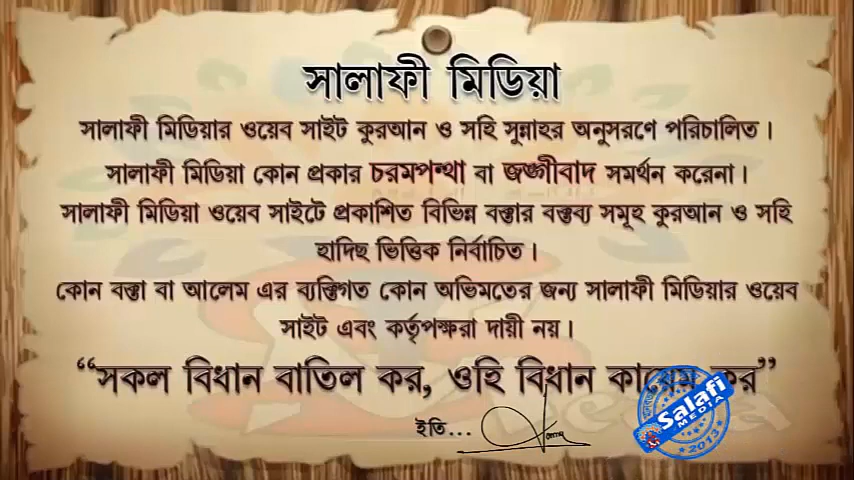 সালাফী মিডিয়া
সালাফী মিডিয়ার ওয়েব সাইট কুরআন ও সহি সুন্নাহর অনুসরণে পরিচালিত।
সালাফী মিডিয়া কোন প্রকার চরমপন্থা বা জঙ্গীবাদ সমর্থন করেনা।
সালাফী মিডিয়া ওয়েব সাইটে প্রকাশিত বিভিন্ন বক্তার বক্তব্য সমূহ কুরআন ও সহি
হাদিছ ভিত্তিক নির্বাচিত।
কোন বক্তা বা আলেম এর ব্যক্তিগত কোন অভিমতের জন্য সালাফী মিডিয়ার ওয়েব
সাইট এবং কর্তৃপক্ষরা দায়ী নয়।
“সকল বিধান বাতিল কর, ওহি বিধান কায়েম কর”
ইতি...
Salafi
MEDIA
2013